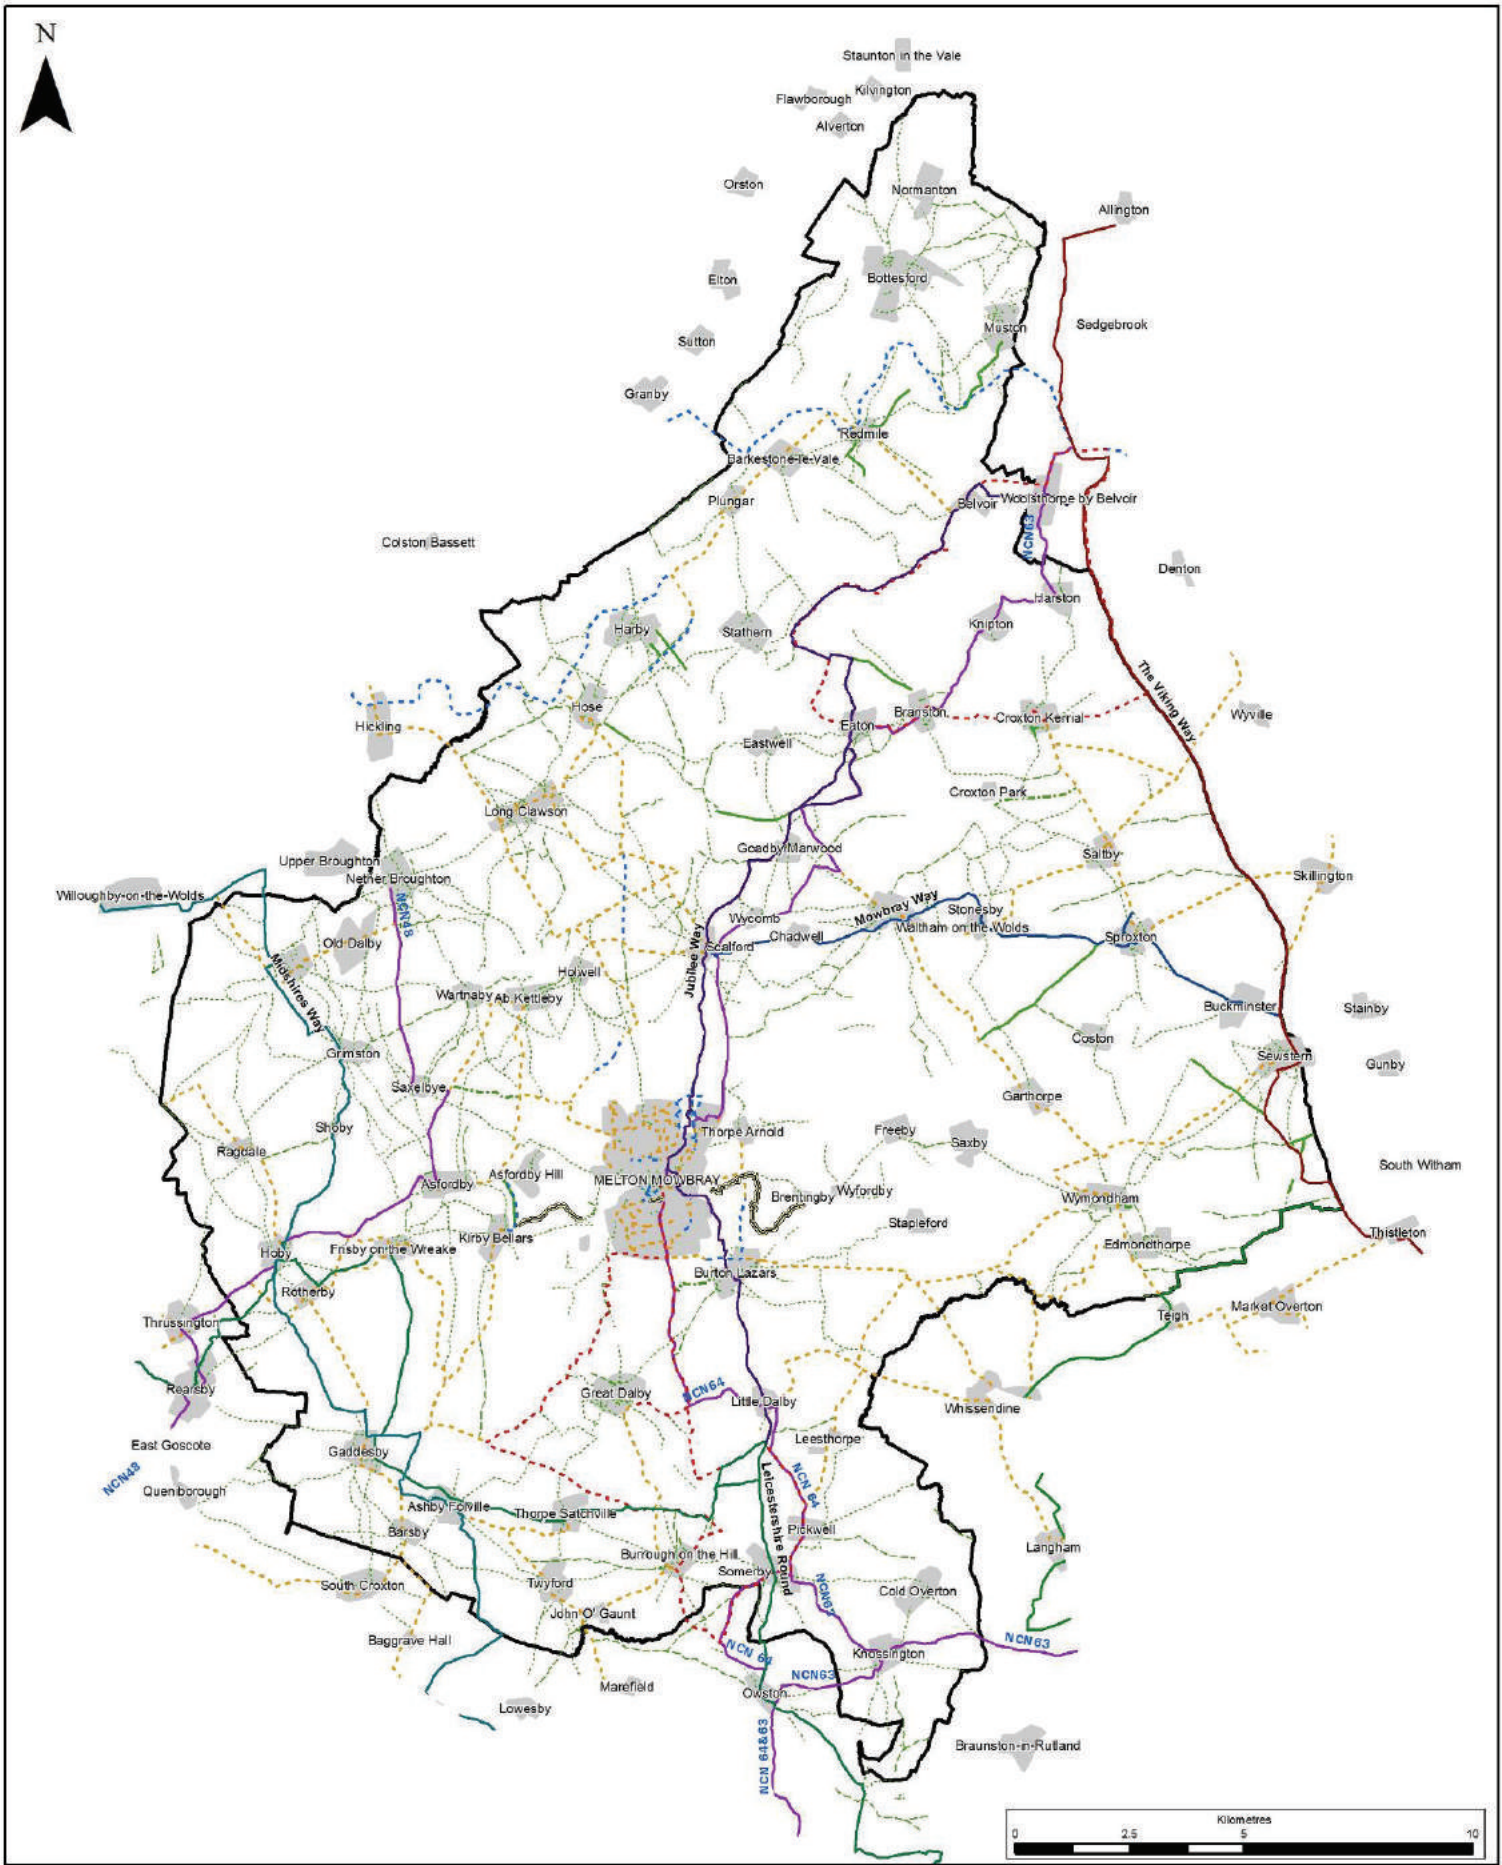 N
Staunton in the Vale
Kilvington
Flawborough
Alverton
Orston
Normanton
Allington
Elton
Bottesford
Sedgebrook
Muston
Sutton
Granby
Redmile
Barkestone-le-Vale
Plungar
Belvoir
Woolsthorpe by Belvoir
NCN63
Colston Bassett
Denton
Harston
Harby
Stathern
Knipton
The Viking Way
Hickling
Hose
Eaton
Branston
Croxton Kerrial
Wyville
Eastwell
Croxton Park
Long Clawson
Goadby Marwood
Saltby
Upper Broughton
Nether Broughton
Skillington
Willoughby-on-the-Wolds
NCN48
Mowbray Way
Stonesby
Wycomb
Waltham on the Wolds
Old Dalby
Chadwell
Sproxton
Scalford
Jubilee Way
Midshires Way
Holwell
Wartnaby
Ab Kettleby
Buckminster
Stainby
Coston
Grimston
Sewstern
Gunby
Saxelbye
Garthorpe
Shoby
Thorpe Arnold
Freeby
Saxby
Ragdale
South Witham
Asfordby Hill
MELTON MOWBRAY
Asfordby
Brentingby
Wyfordby
Wymondham
Stapleford
Thistleton
Kirby Bellars
Hoby
Frisby on the Wreake
Edmondthorpe
Burton Lazars
Rotherby
Market Overton
Thrussington
Teigh
Rearsby
Great Dalby
NCN64
Little Dalby
Whissendine
East Goscote
Leesthorpe
Gaddesby
NCN48
Queniborough
NCN 64
Leicestershire Round
Ashby Folville
Thorpe Satchville
Barsby
Pickwell
Langham
Burrough on the Hill
Somerby
South Croxton
Twyford
NCN63
Cold Overton
John O' Gaunt
Baggrave Hall
NCN 64
NCN63
Knossington
NCN63
Marefield
Owston
Lowesby
NCN 64&63
Braunston-in-Rutland
Kilometres
0 2.5 5 10